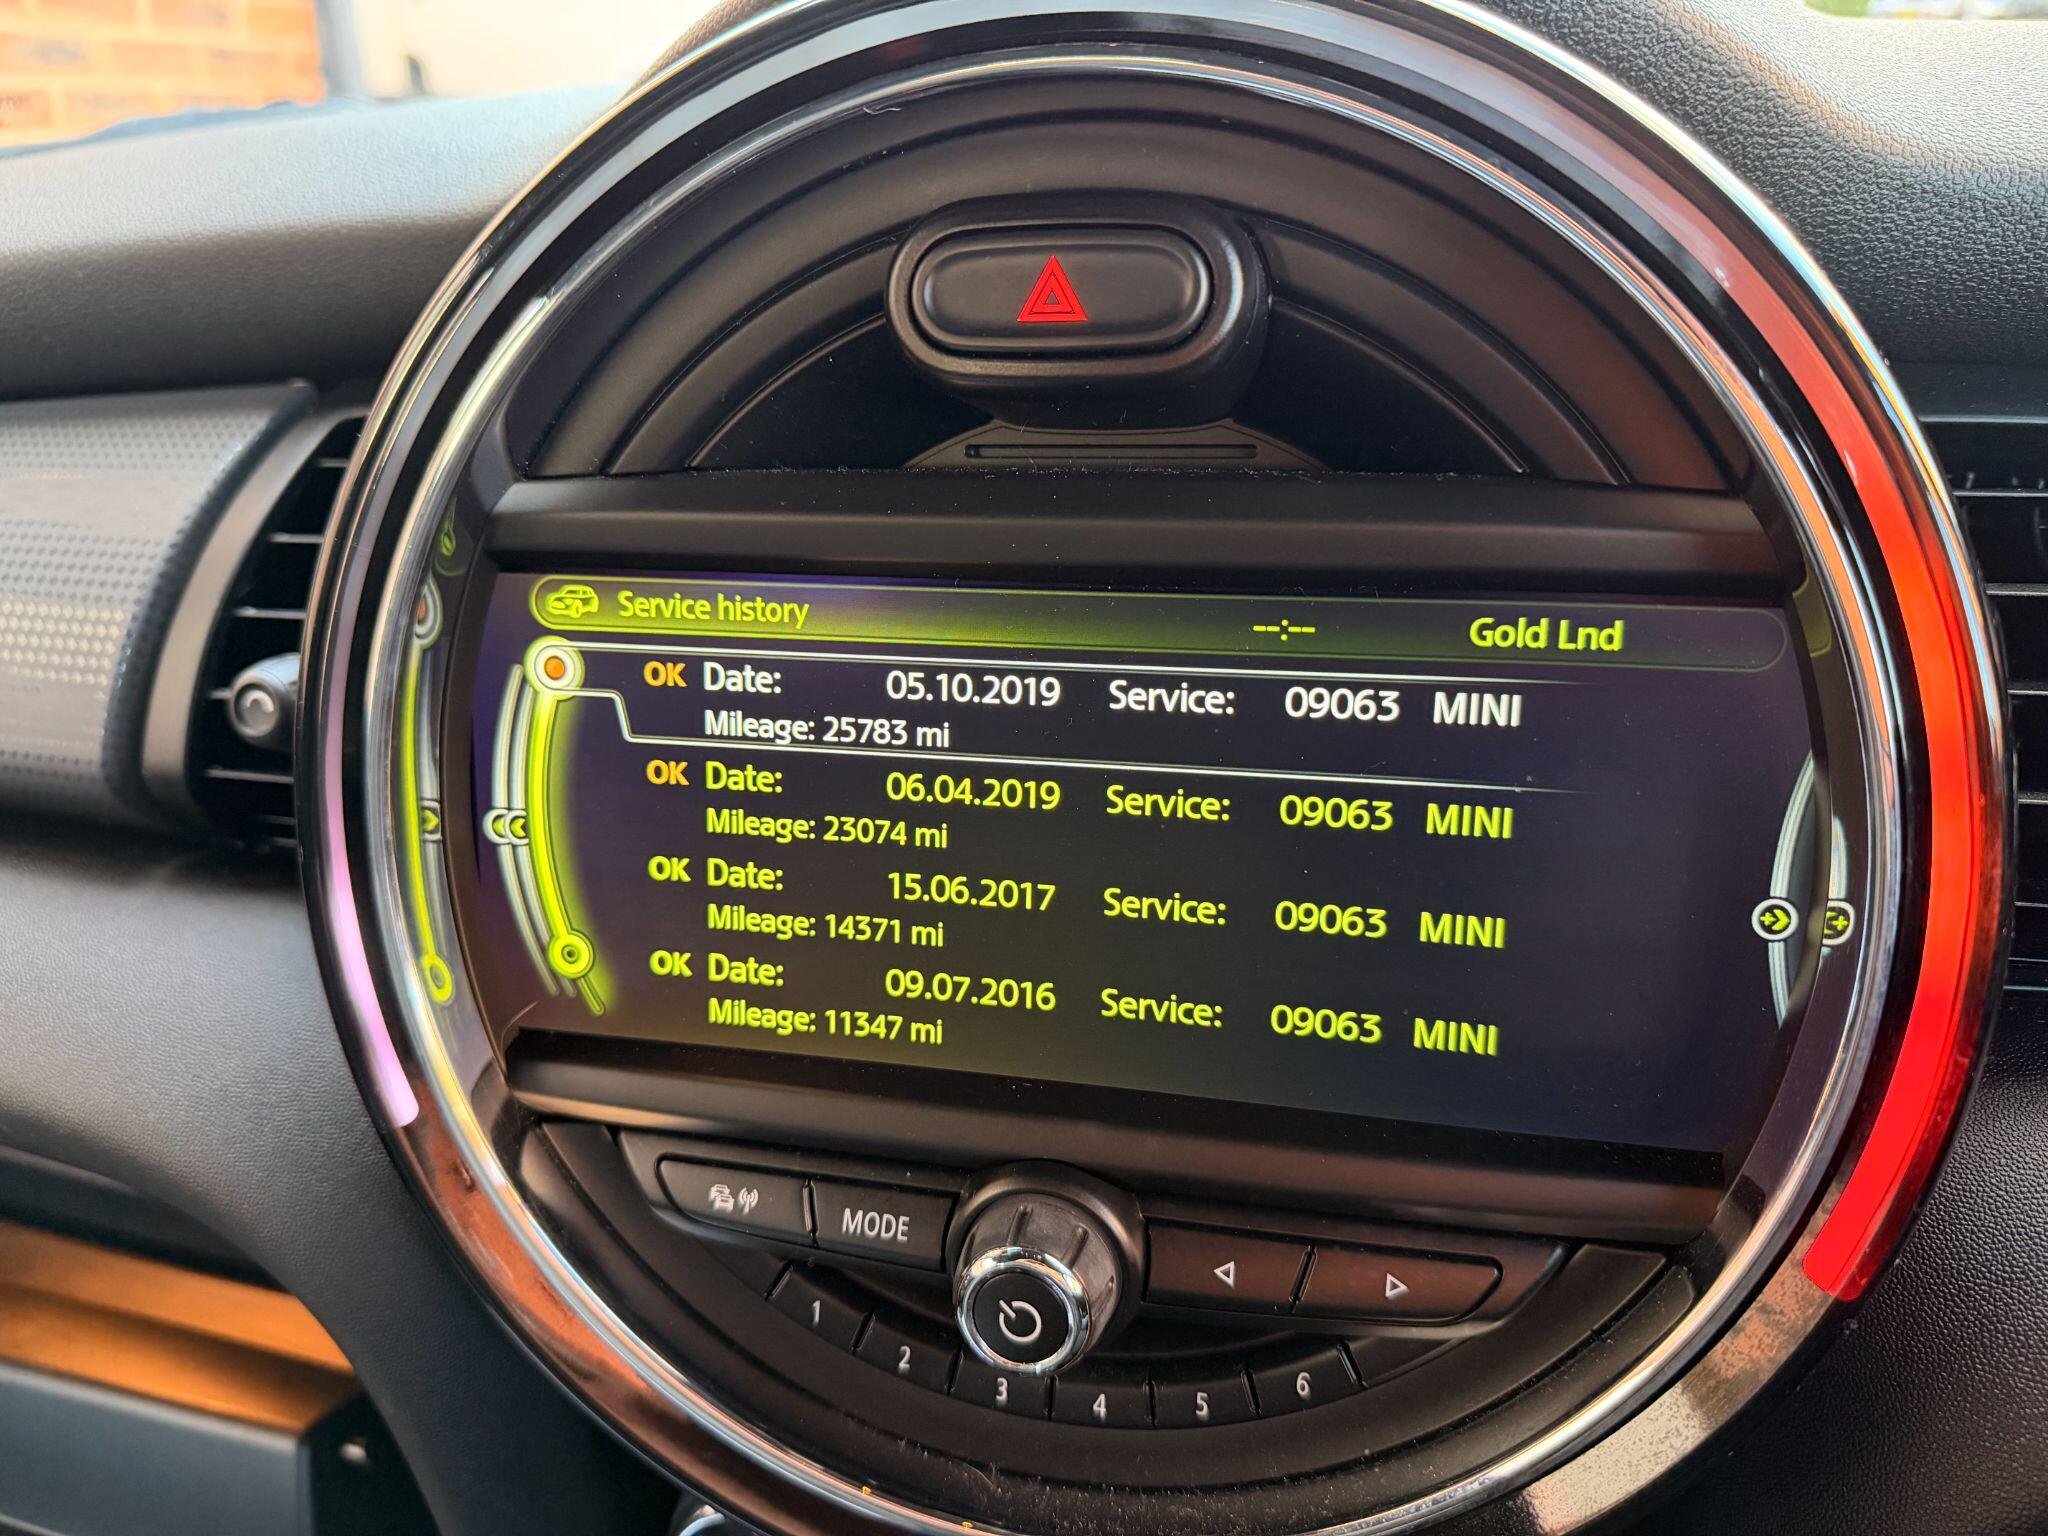 Service history --:-- Gold Lnd
OK Date: 05.10.2019 Service: 09063 MINI
Mileage: 25783 mi
OK Date: 06.04.2019 Service: 09063 MINI
Mileage: 23074 mi
OK Date: 15.06.2017 Service: 09063 MINI
Mileage: 14371 mi
OK Date: 09.07.2016 Service: 09063 MINI
Mileage: 11347 mi
MODE
1 2 3 4 5 6